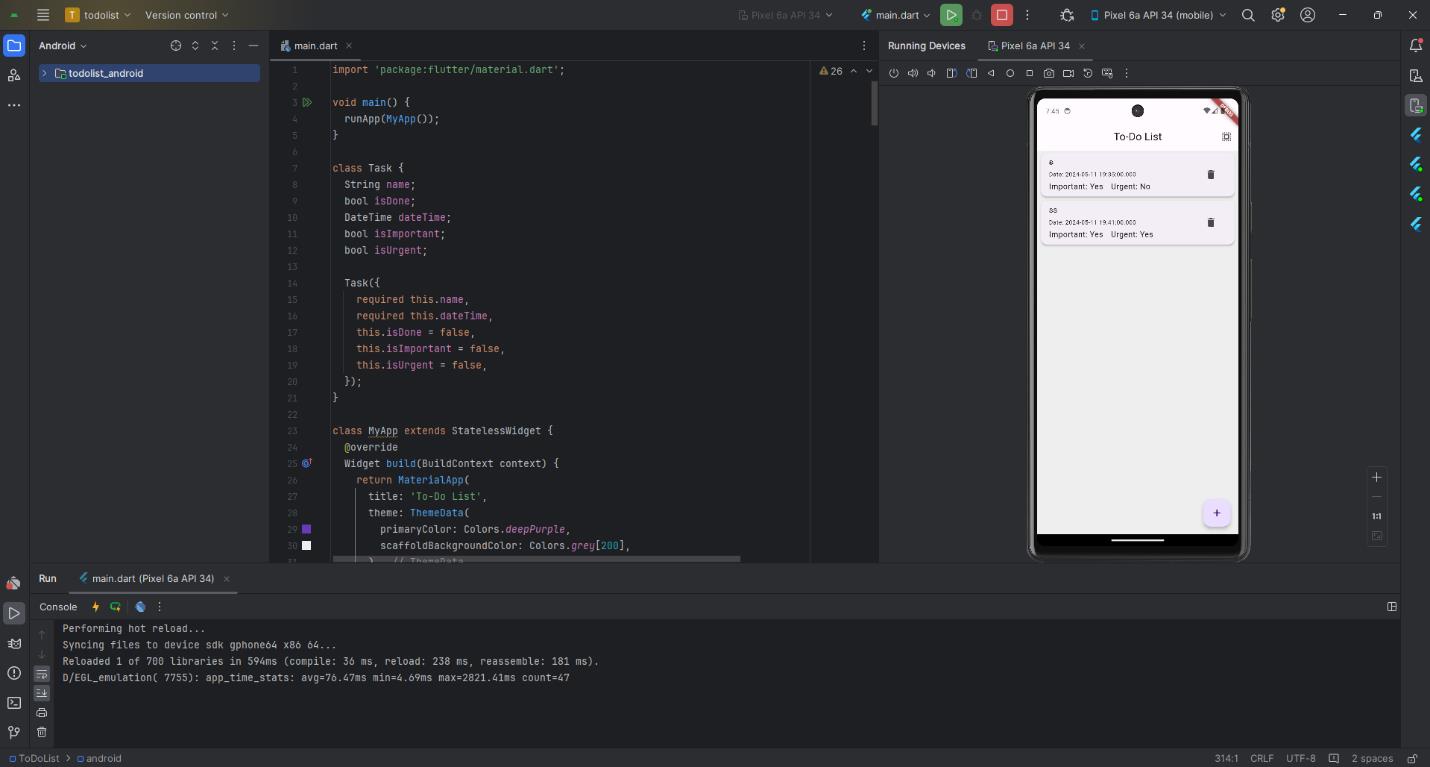 T todolist Version control Pixel 6a API 34 main.dart Pixel 6a API 34 (mobile)
Android
todolist_android
main.dart
26
1 import 'package:flutter/material.dart';
2
3 void main() {
4 runApp(MyApp());
5 }
6
7 class Task {
8 String name;
9 bool isDone;
10 DateTime dateTime;
11 bool isImportant;
12 bool isUrgent;
13
14 Task({
15 required this.name,
16 required this.dateTime,
17 this.isDone = false,
18 this.isImportant = false,
19 this.isUrgent = false,
20 });
21 }
22
23 class MyApp extends StatelessWidget {
24 @override
25 Widget build(BuildContext context) {
26 return MaterialApp(
27 title: 'To-Do List',
28 theme: ThemeData(
29 primaryColor: Colors.deepPurple,
30 scaffoldBackgroundColor: Colors.grey[200],
31 ) // ThemeData
Running Devices Pixel 6a API 34
7:45
To-Do List
Date: 2024-05-11 19:35:00.000
Important: Yes Urgent: No
Date: 2024-05-11 19:41:00.000
Important: Yes Urgent: Yes
+
1:1
Run main.dart (Pixel 6a API 34)
Console
Performing hot reload...
Syncing files to device sdk gphone64 x86 64...
Reloaded 1 of 700 libraries in 594ms (compile: 36 ms, reload: 238 ms, reassemble: 181 ms).
D/EGL_emulation( 7755): app_time_stats: avg=76.47ms min=4.69ms max=2821.41ms count=47
ToDoList > android 314:1 CRLF UTF-8 2 spaces